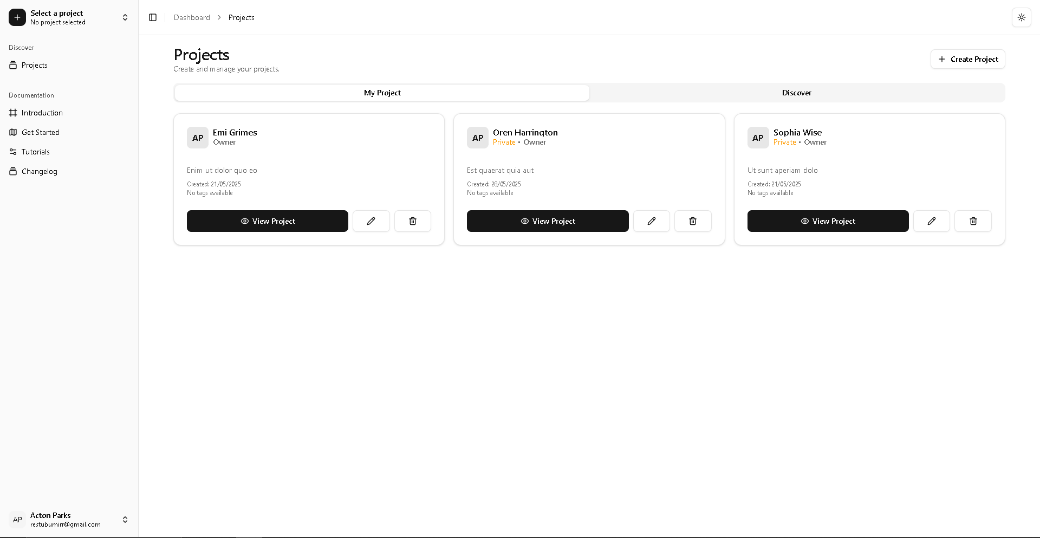 Select a project
No project selected
Discover
Projects
Documentation
Introduction
Get Started
Tutorials
Changelog
AP
Acton Parks
restubumirr@gmail.com
Dashboard > Projects
Projects
Create and manage your projects.
Create Project
My Project
Discover
AP
Emi Grimes
Owner
Enim ut dolor quo eo
Created: 21/05/2025
No tags available
View Project
AP
Oren Harrington
Private • Owner
Est quaerat quia aut
Created: 20/05/2025
No tags available
View Project
AP
Sophia Wise
Private • Owner
Ut sunt aperiam dolo
Created: 21/05/2025
No tags available
View Project